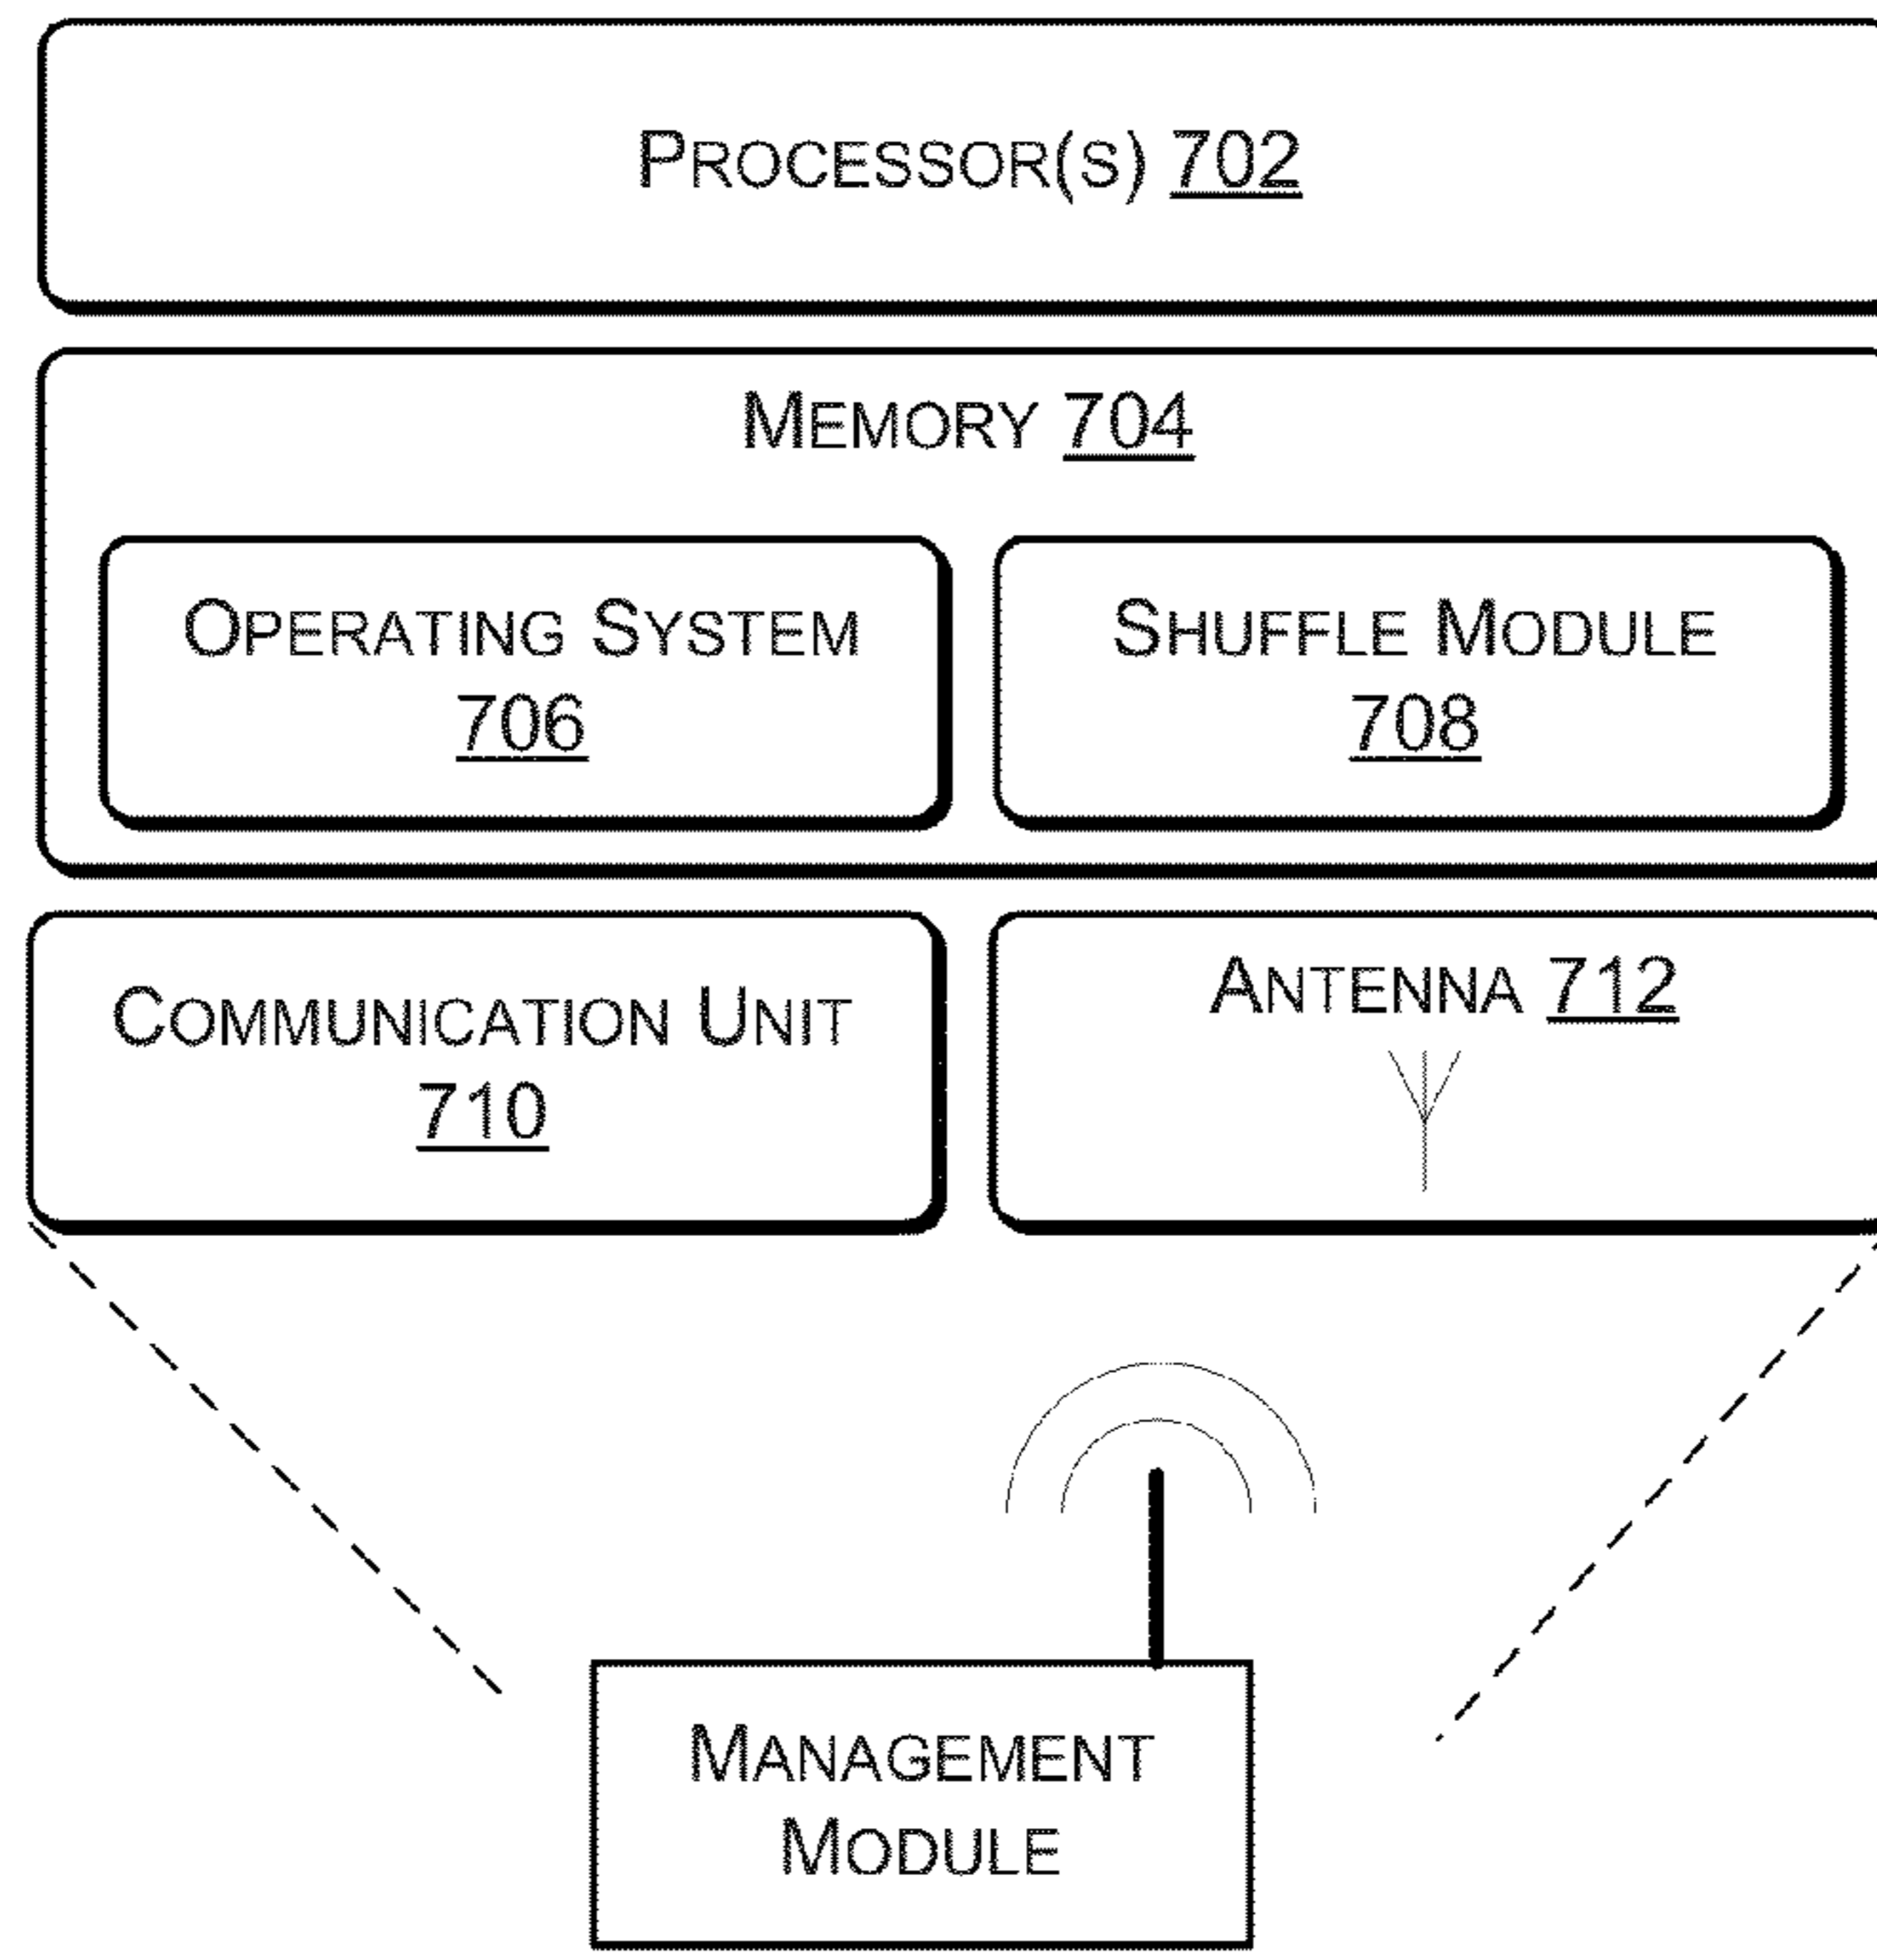 PROCESSOR(S) 702
MEMORY 704
OPERATING SYSTEM
706
SHUFFLE MODULE
708
COMMUNICATION UNIT
710
ANTENNA 712
MANAGEMENT
MODULE